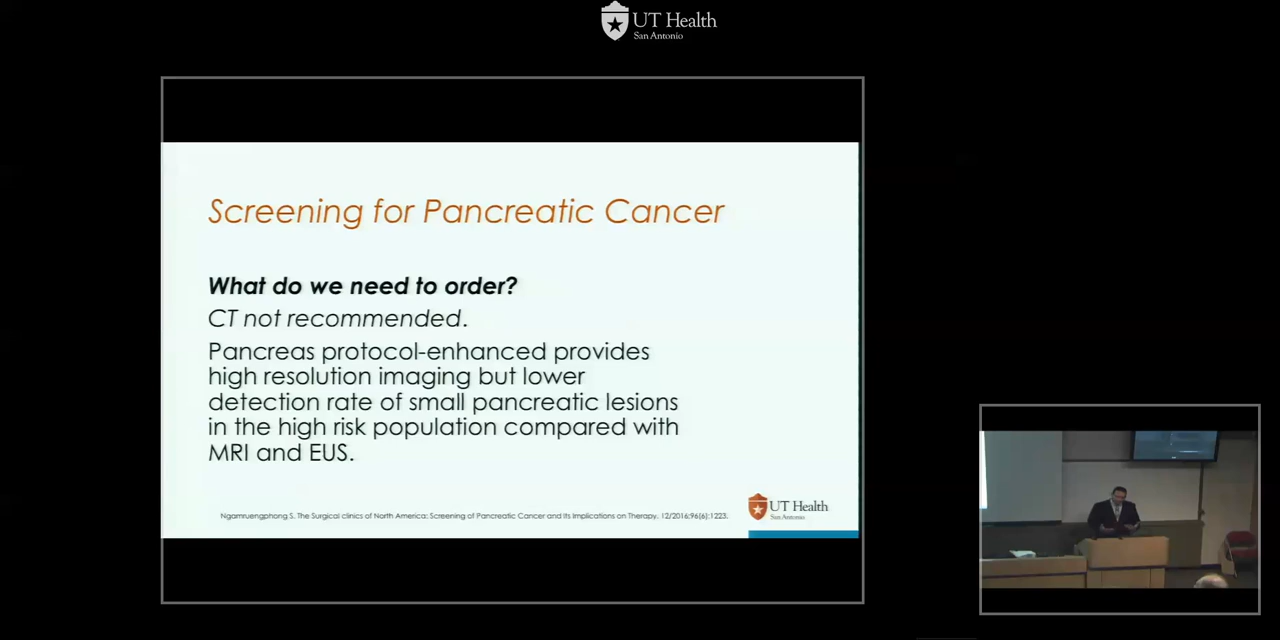 UT Health
San Antonio
Screening for Pancreatic Cancer
What do we need to order?
CT not recommended.
Pancreas protocol-enhanced provides
high resolution imaging but lower
detection rate of small pancreatic lesions
in the high risk population compared with
MRI and EUS.
Ngamruengphong S. The Surgical clinics of North America: Screening of Pancreatic Cancer and Its Implications on Therapy. 12/2016;96(6);1223.
UT Health
San Antonio